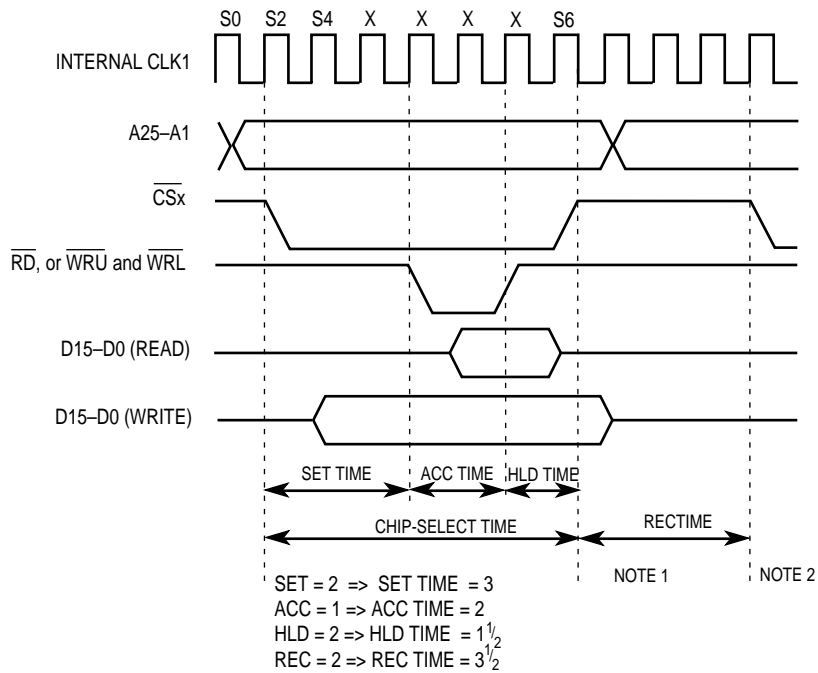 S0 S2 S4 X X X X S6
INTERNAL CLK1
A25–A1
CSx
RD, or WRU and WRL
D15–D0 (READ)
D15–D0 (WRITE)
SET TIME ACC TIME HLD TIME
CHIP-SELECT TIME RECTIME
NOTE 1 NOTE 2
SET = 2 => SET TIME = 3
ACC = 1 => ACC TIME = 2
HLD = 2 => HLD TIME = 1 1/2
REC = 2 => REC TIME = 3 1/2